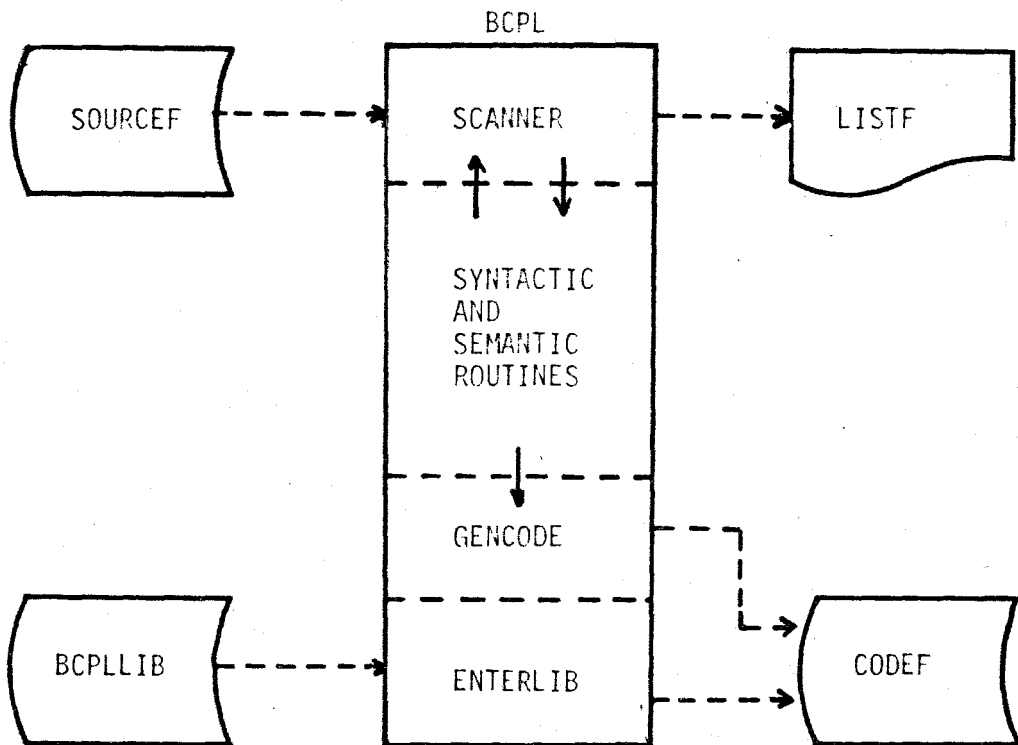 BCPL
SOURCEF
SCANNER
LISTF
SYNTACTIC
AND
SEMANTIC
ROUTINES
GENCODE
BCPLLIB
ENTERLIB
CODEF